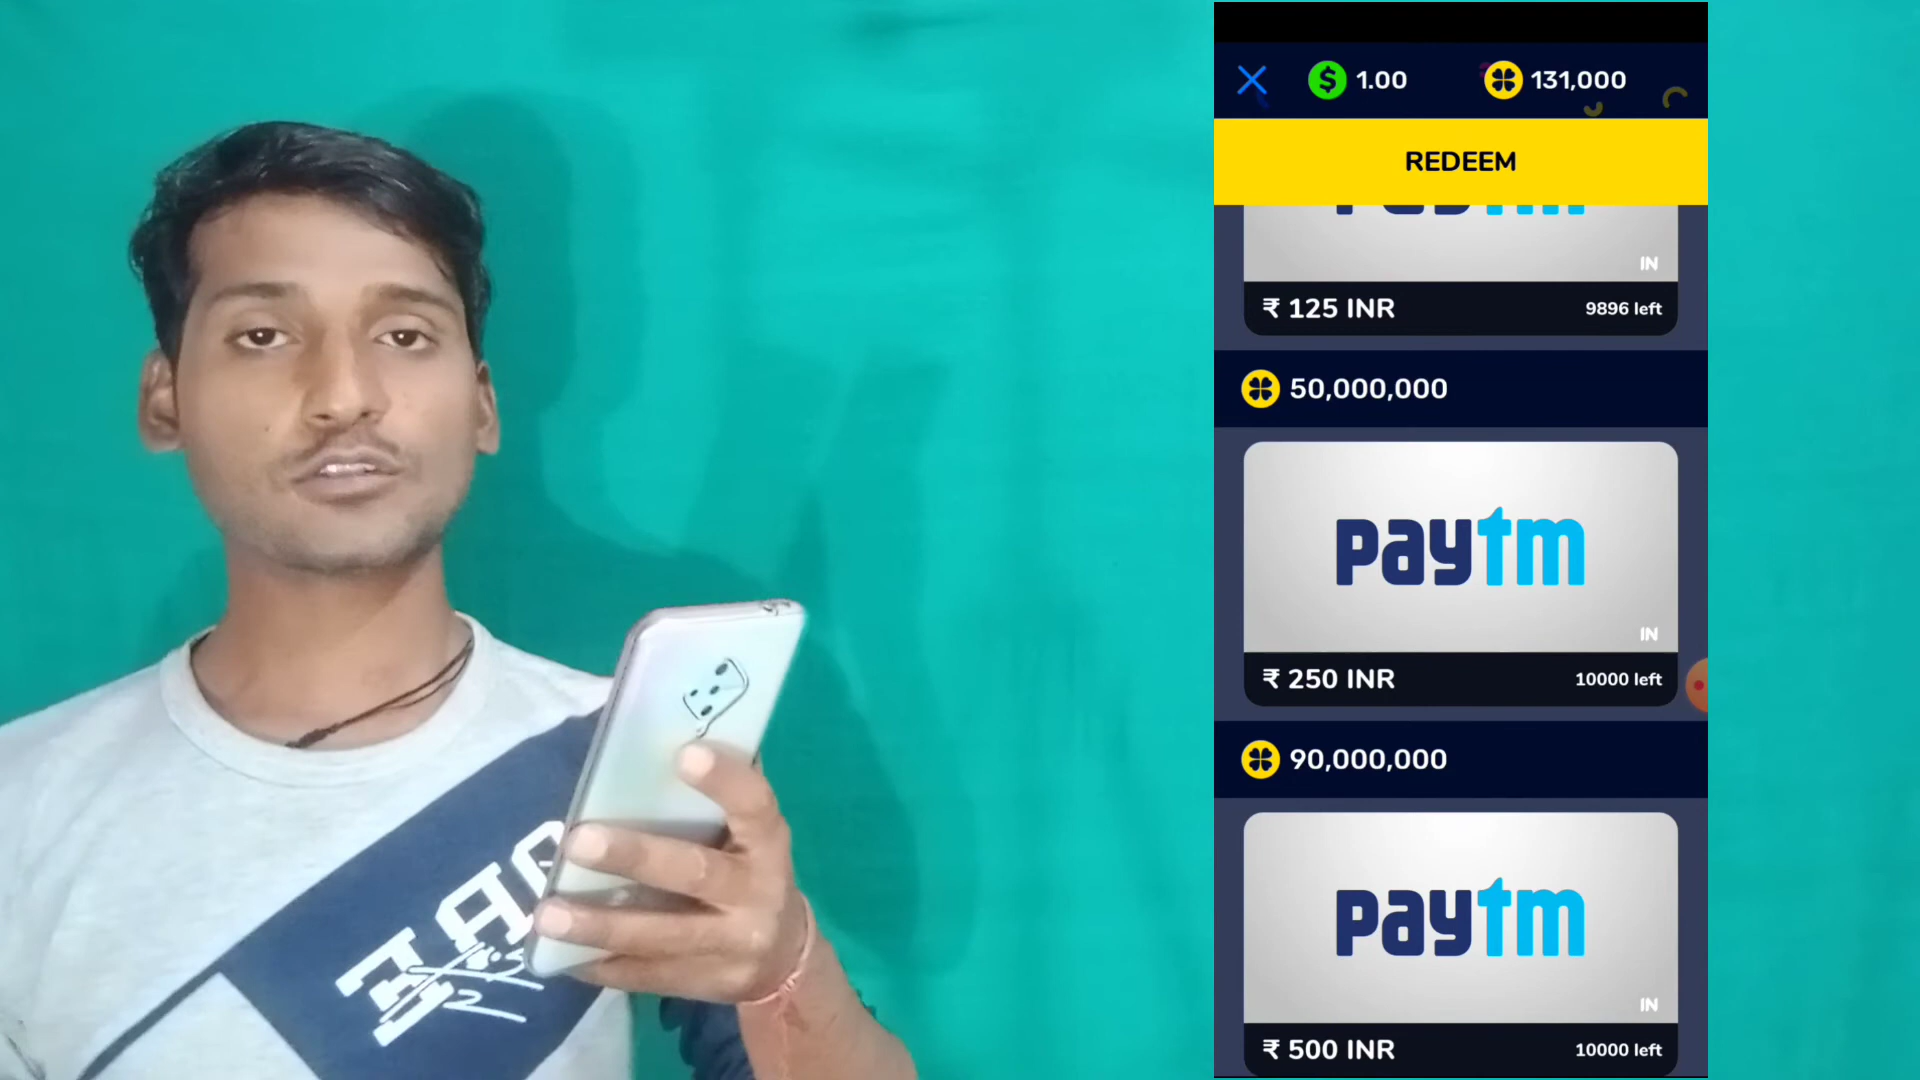 1.00 131,000
REDEEM
IN
₹ 125 INR 9896 left
50,000,000
paytm
IN
₹ 250 INR 10000 left
90,000,000
paytm
IN
₹ 500 INR 10000 left